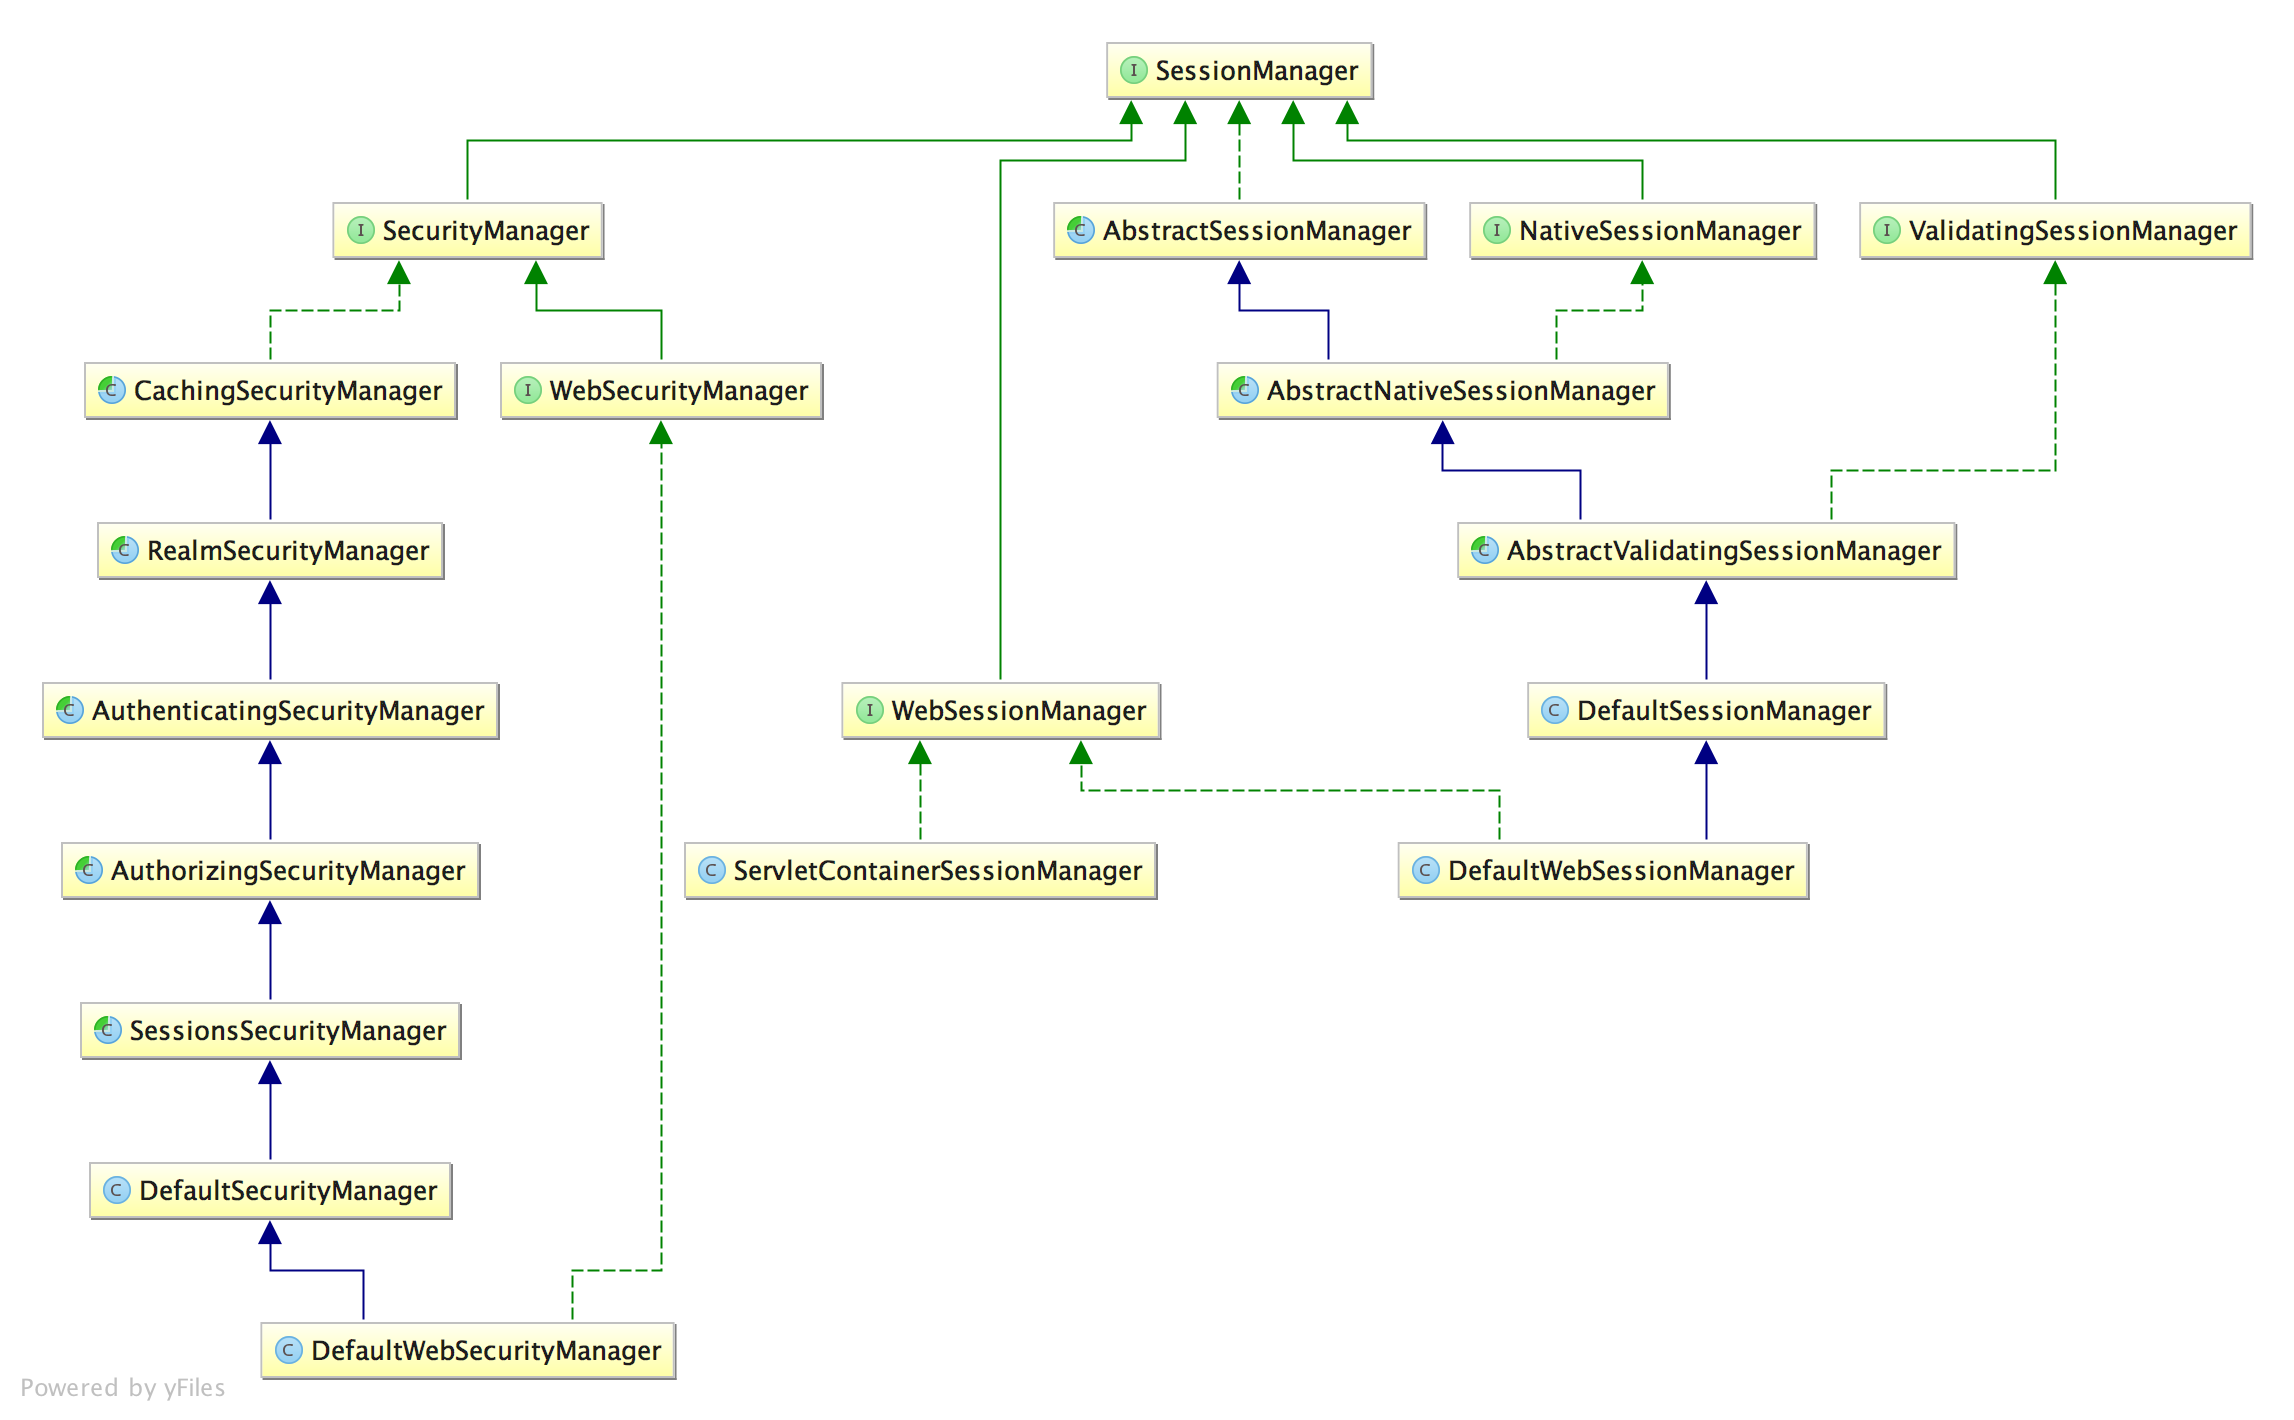 I SessionManager
I SecurityManager
C AbstractSessionManager
I NativeSessionManager
I ValidatingSessionManager
C CachingSecurityManager
I WebSecurityManager
C AbstractNativeSessionManager
C RealmSecurityManager
C AbstractValidatingSessionManager
C AuthenticatingSecurityManager
I WebSessionManager
C DefaultSessionManager
C AuthorizingSecurityManager
C ServletContainerSessionManager
C DefaultWebSessionManager
C SessionsSecurityManager
C DefaultSecurityManager
C DefaultWebSecurityManager
Powered by yFiles